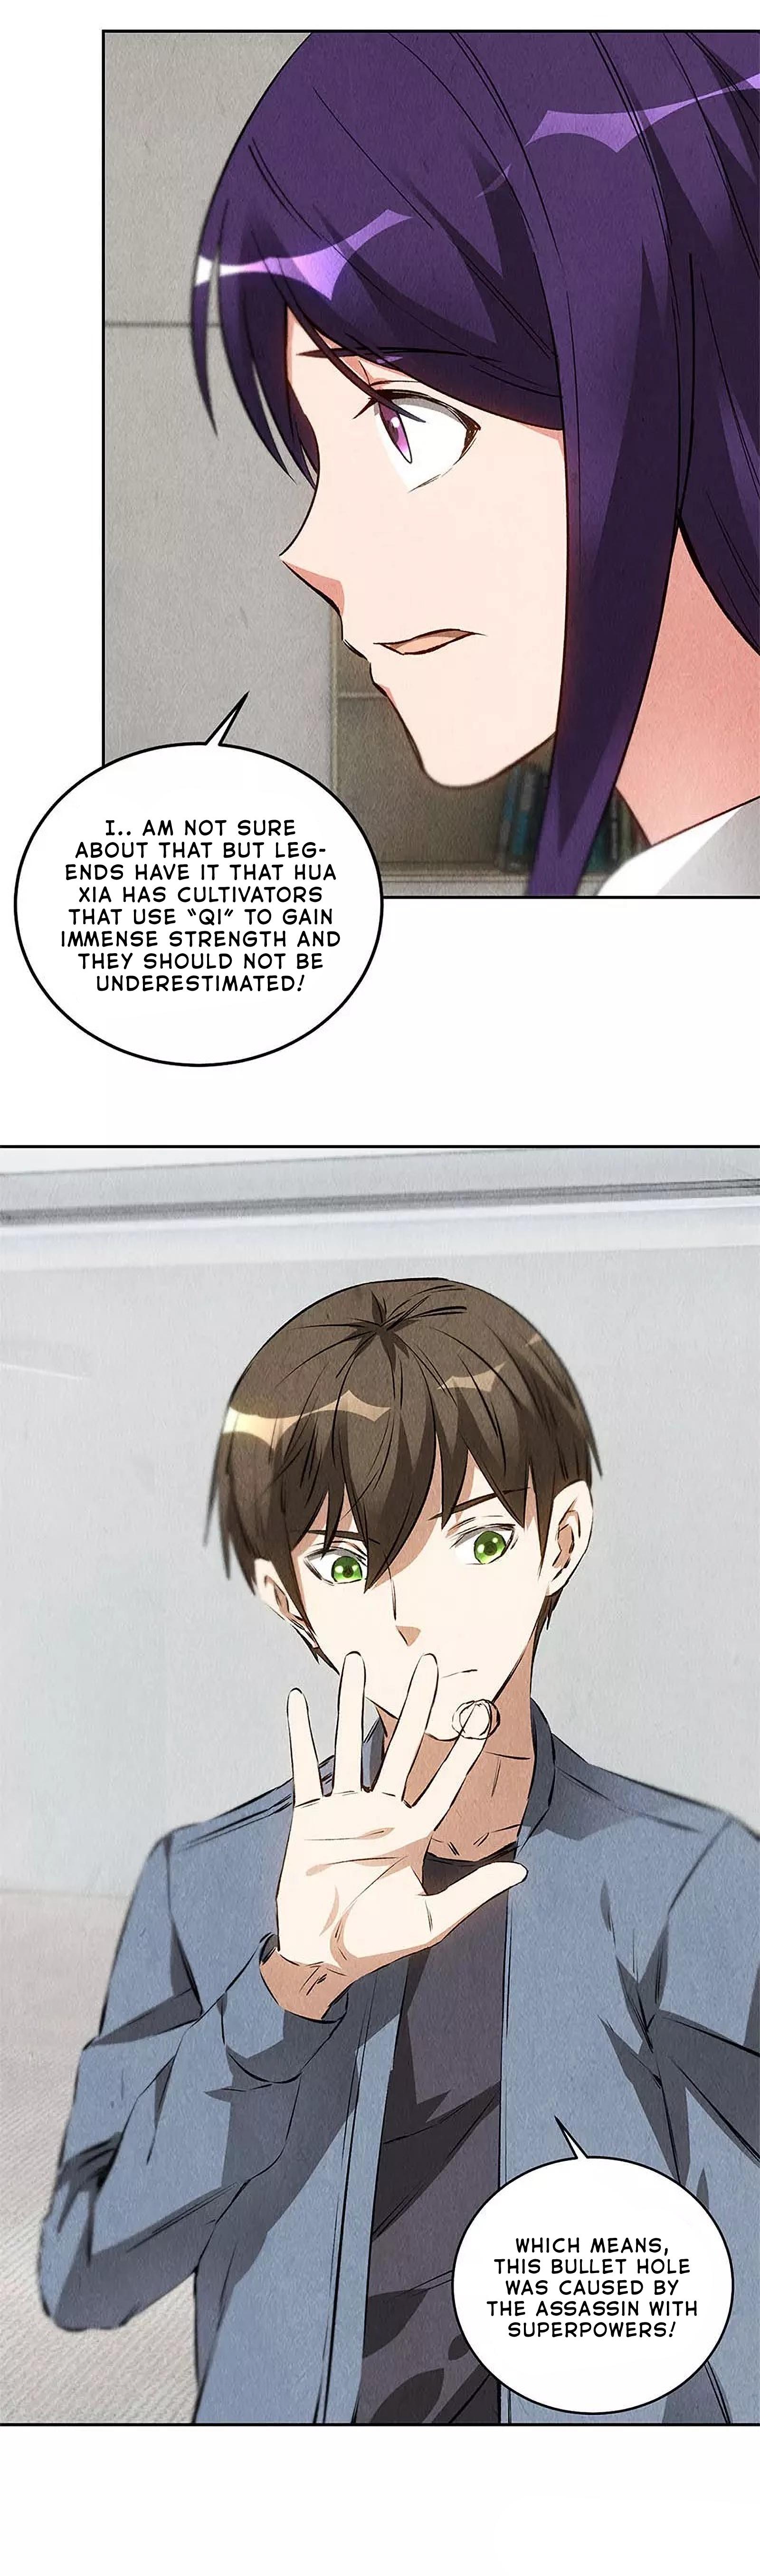 I.. AM NOT SURE
ABOUT THAT BUT LEG-
ENDS HAVE IT THAT HUA
XIA HAS CULTIVATORS
THAT USE “QI” TO GAIN
IMMENSE STRENGTH AND
THEY SHOULD NOT BE
UNDERESTIMATED!
WHICH MEANS,
THIS BULLET HOLE
WAS CAUSED BY
THE ASSASSIN WITH
SUPERPOWERS!